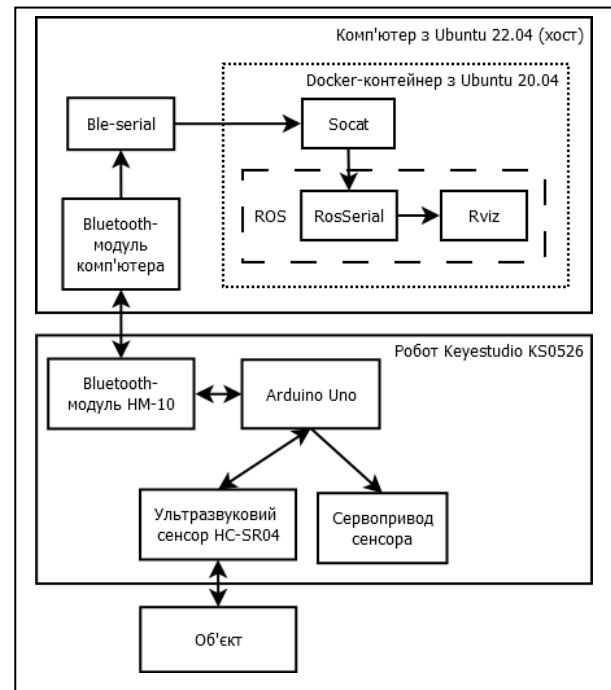 Комп'ютер з Ubuntu 22.04 (хост)
Docker-контейнер з Ubuntu 20.04
Ble-serial
Socat
ROS
RosSerial
Rviz
Bluetooth-
модуль
комп'ютера
Робот Keyestudio KS0526
Bluetooth-
модуль HM-10
Arduino Uno
Ультразвуковий
сенсор HC-SR04
Сервопривод
сенсора
Об'єкт